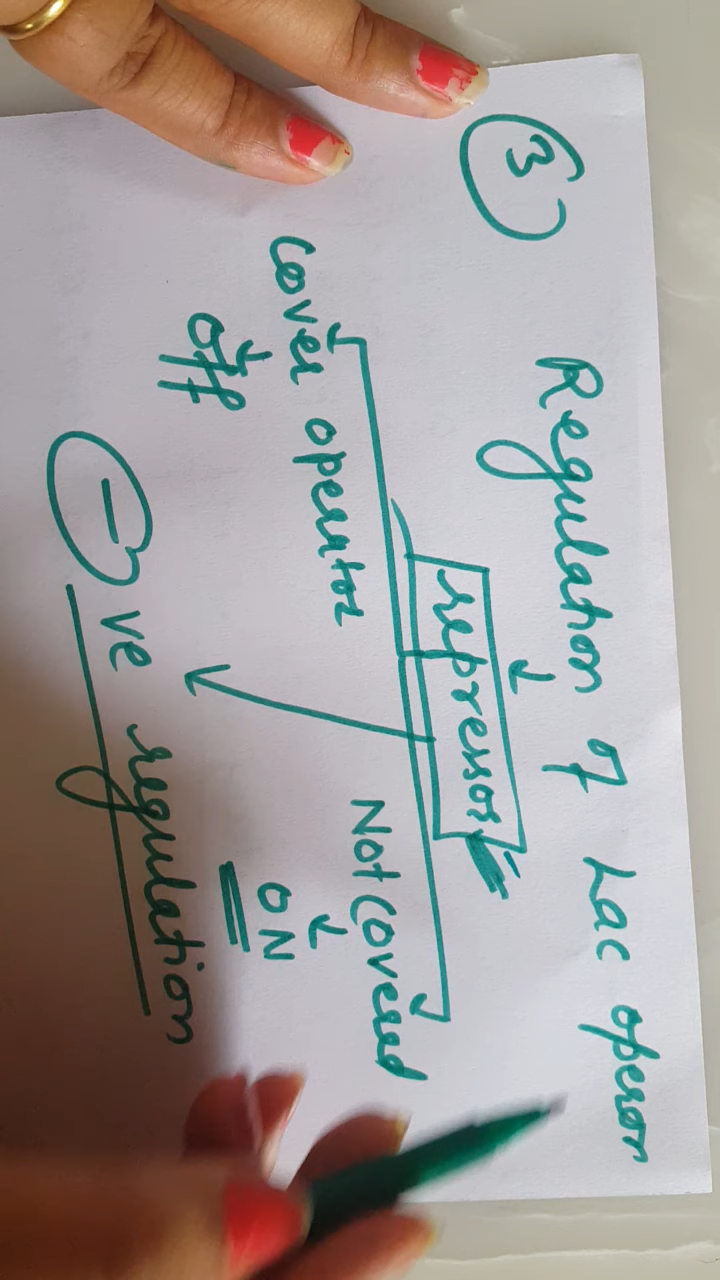 3
Regulation of Lac operon
repressor
Cover operator
Not Covered
off
ON
- ve regulation